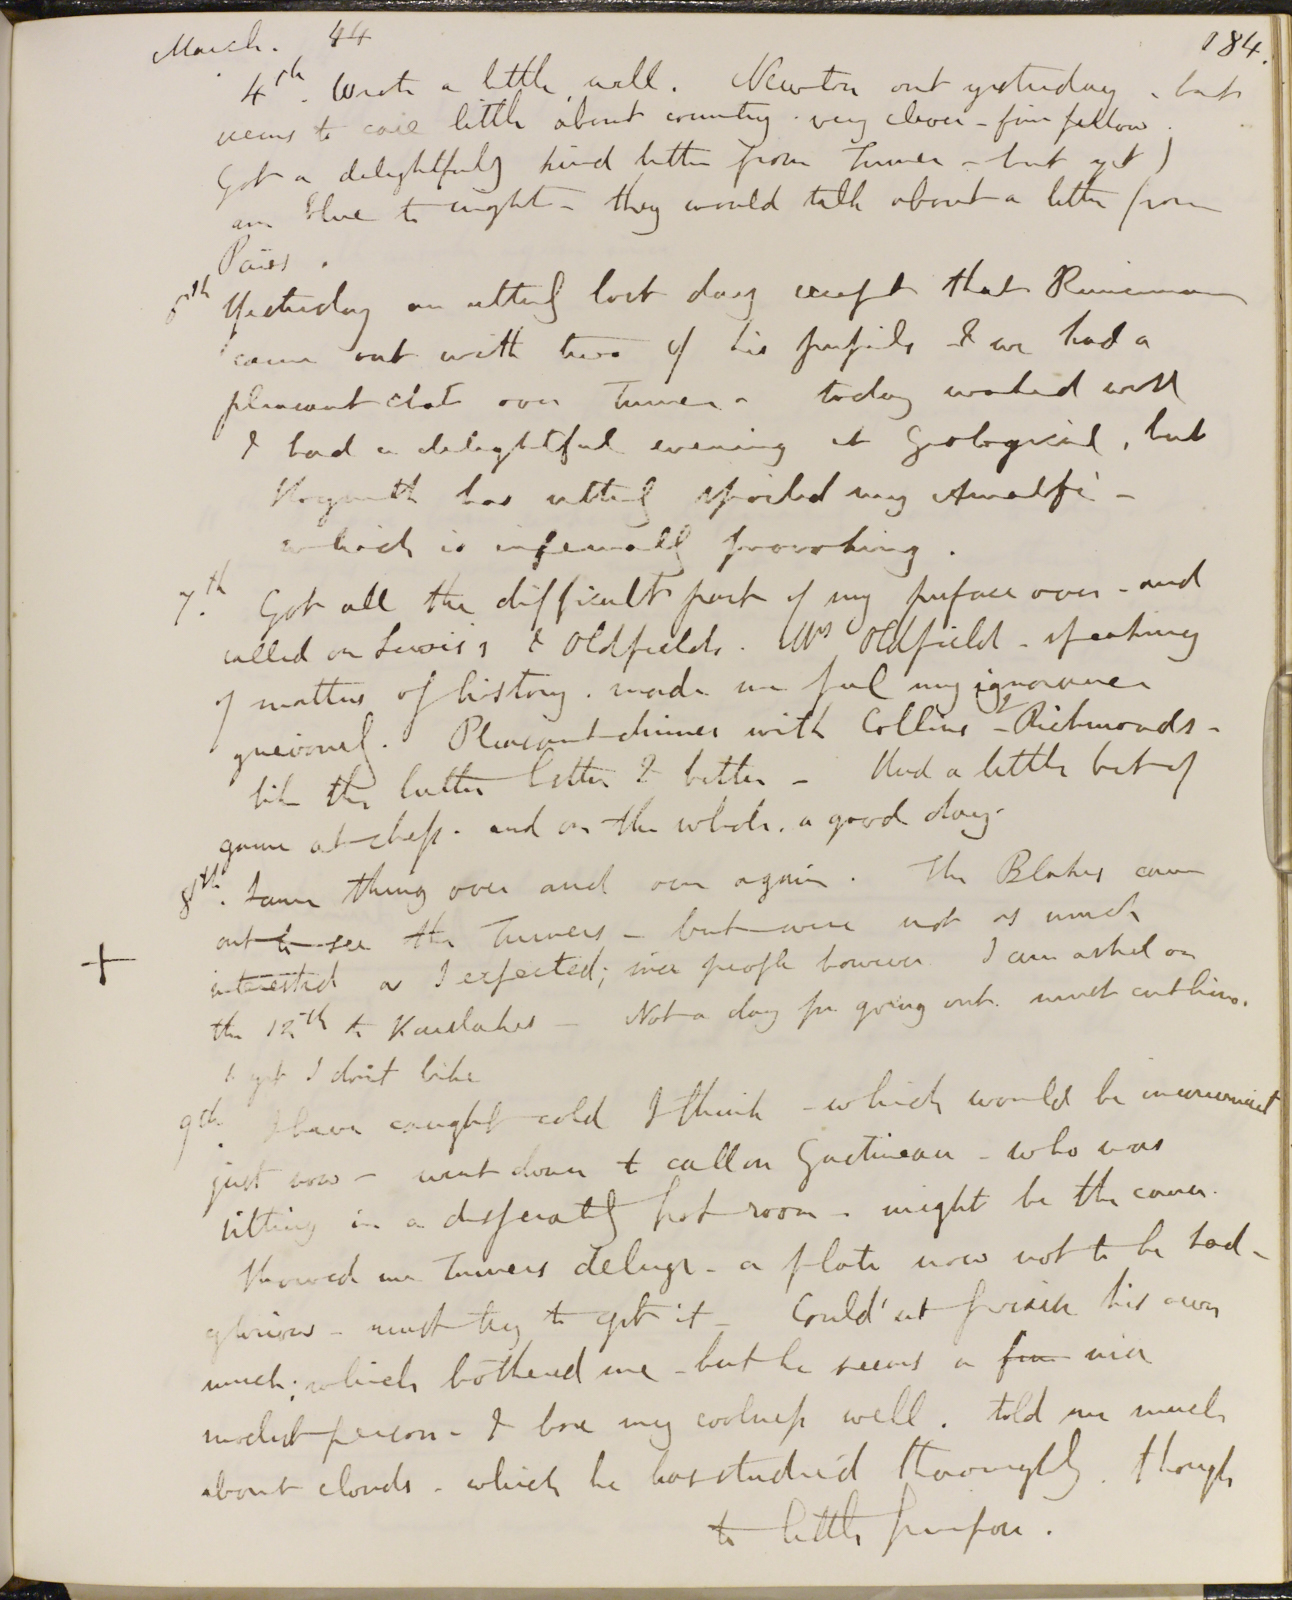 March. 44 184.
4th. Wrote a little, well. Newton out yesterday - but
seems to care little about country. very clever - fine fellow.
Got a delightfully kind letter from Turner - but yet I
am blue to night - they would talk about a letter from
Paris.
6th Yesterday an utterly lost day except that Runciman
came out with two of his pupils & we had a
pleasant chat over Turner - today worked well
& had a delightful evening at Geological, but
Hogarth has utterly spoiled my Amalfi -
which is infernally provoking.
7.th Got all the difficult part of my preface over - and
called on Lewis's & Oldfields. Mrs Oldfield - speaking
of matters of history. made me feel my ignorance
grievously. Pleasant dinner with Collins & Richmonds -
like the latter better & better - Had a little bit of
game at chess. and on the whole, a good day.
8th. Same thing over and over again. The Blakes came
out to see the Turners - but were not as much
interested as I expected; nice people however. I am asked on
the 12th to Karslakes - Not a day for going out. must cut him.
& yet I don't like
9th. I have caught cold I think - which would be inconvenient
just now - went down to call on Gastineau - who was
sitting in a desperately hot room - might be the cause.
Showed me Turners deluge - a plate now not to be had -
glorious - must try to get it - Could'nt praise his own
much; which bothered me - but he seems a fine nice
modest person - & bore my coolness well. told me much
about clouds - which he has studied thoroughly. though
to little purpose.